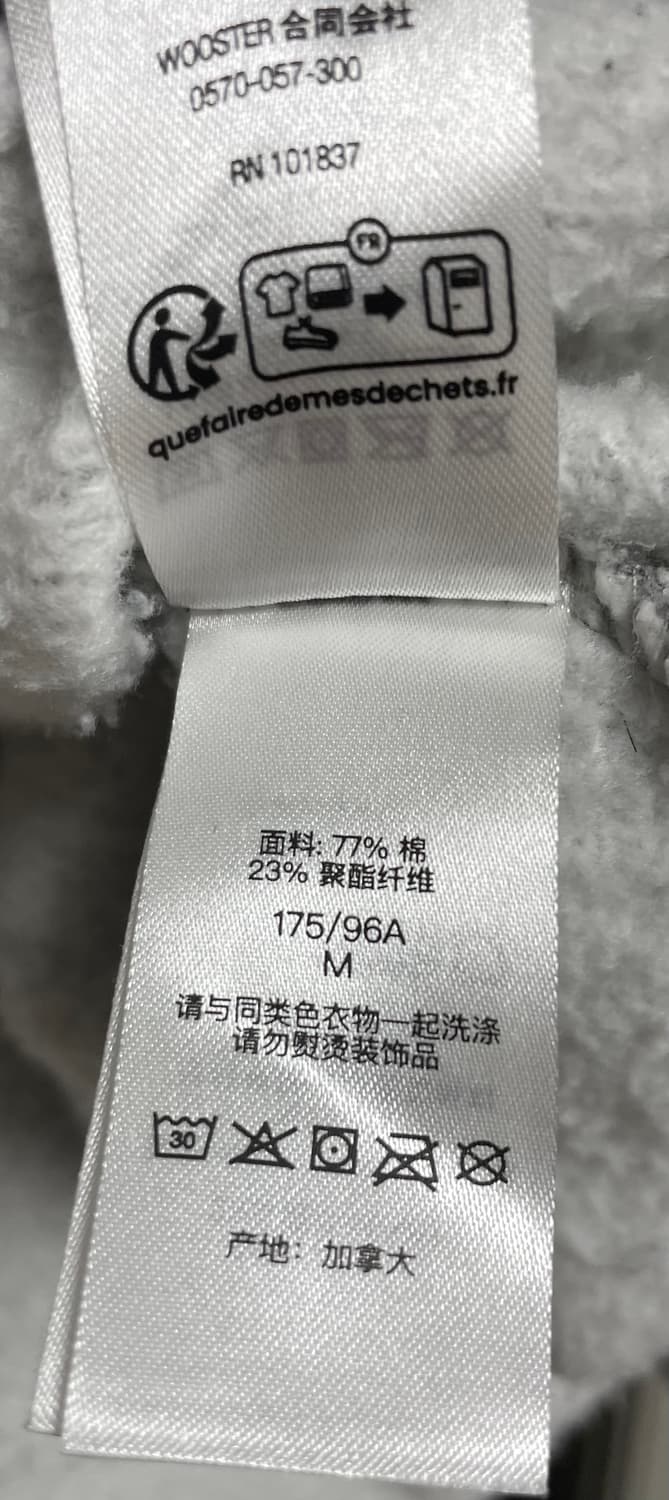 WOOSTER 合同会社
0570-057-300
RN 101837
FR
quefairedemesdechets.fr
面料: 77% 棉
23% 聚酯纤维
175/96A
M
请与同类色衣物一起洗涤
请勿熨烫装饰品
30
产地：加拿大